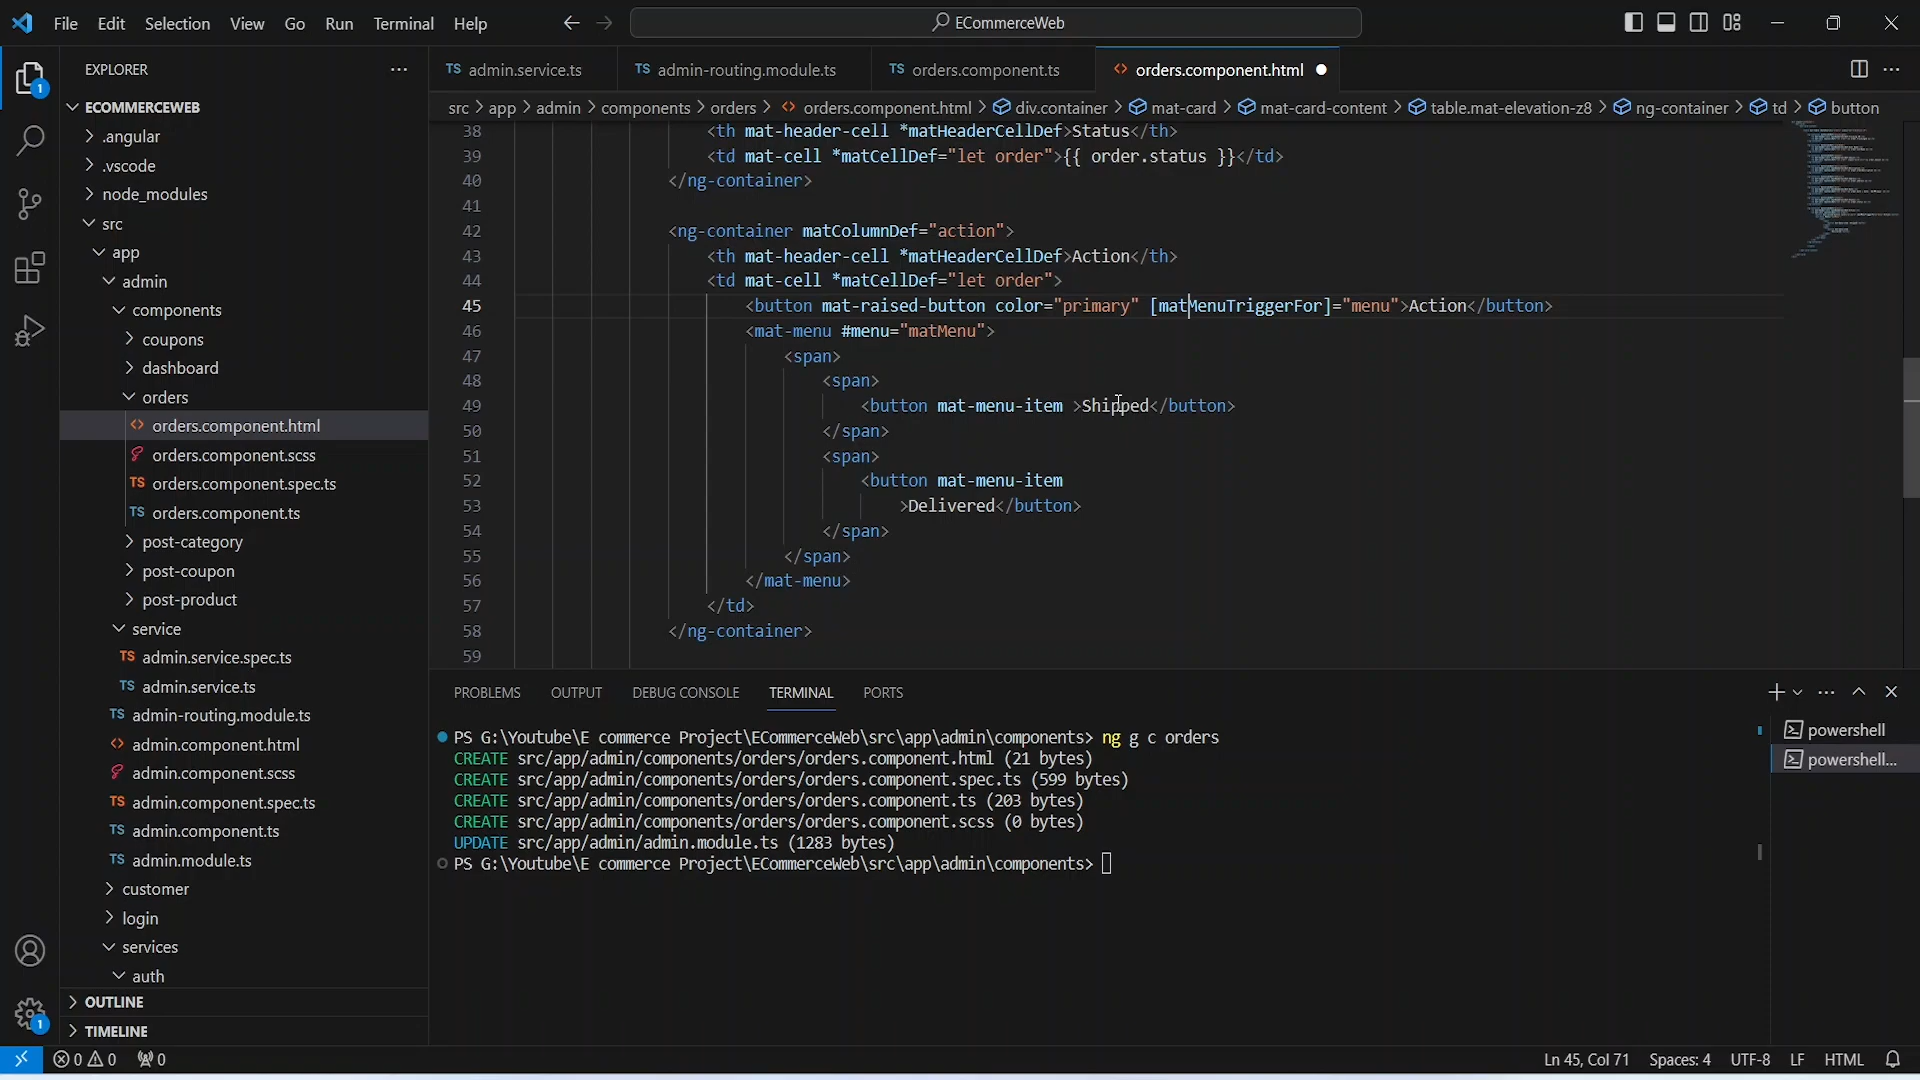 File Edit Selection View Go Run Terminal Help
ECommerceWeb
EXPLORER
admin.service.ts
admin-routing.module.ts
orders.component.ts
orders.component.html
src > app > admin > components > orders > orders.component.html > div.container > mat-card > mat-card-content > table.mat-elevation-z8 > ng-container > td > button
ECOMMERCEWEB
.angular
.vscode
node_modules
src
app
admin
components
coupons
dashboard
orders
orders.component.html
orders.component.scss
TS orders.component.spec.ts
TS orders.component.ts
post-category
post-coupon
post-product
service
TS admin.service.spec.ts
TS admin.service.ts
TS admin-routing.module.ts
admin.component.html
admin.component.scss
TS admin.component.spec.ts
TS admin.component.ts
TS admin.module.ts
customer
login
services
auth
OUTLINE
TIMELINE
38 <th mat-header-cell *matHeaderCellDef>Status</th>
39 <td mat-cell *matCellDef="let order">{{ order.status }}</td>
40 </ng-container>
41
42 <ng-container matColumnDef="action">
43 <th mat-header-cell *matHeaderCellDef>Action</th>
44 <td mat-cell *matCellDef="let order">
45 <button mat-raised-button color="primary" [matMenuTriggerFor]="menu">Action</button>
46 <mat-menu #menu="matMenu">
47 <span>
48 <span>
49 <button mat-menu-item >Shipped</button>
50 </span>
51 <span>
52 <button mat-menu-item
53 >Delivered</button>
54 </span>
55 </span>
56 </mat-menu>
57 </td>
58 </ng-container>
59
PROBLEMS OUTPUT DEBUG CONSOLE TERMINAL PORTS
PS G:\Youtube\E commerce Project\ECommerceWeb\src\app\admin\components> ng g c orders
CREATE src/app/admin/components/orders/orders.component.html (21 bytes)
CREATE src/app/admin/components/orders/orders.component.spec.ts (599 bytes)
CREATE src/app/admin/components/orders/orders.component.ts (203 bytes)
CREATE src/app/admin/components/orders/orders.component.scss (0 bytes)
UPDATE src/app/admin/admin.module.ts (1283 bytes)
PS G:\Youtube\E commerce Project\ECommerceWeb\src\app\admin\components>
powershell
powershell...
0 0 0
Ln 45, Col 71 Spaces: 4 UTF-8 LF HTML